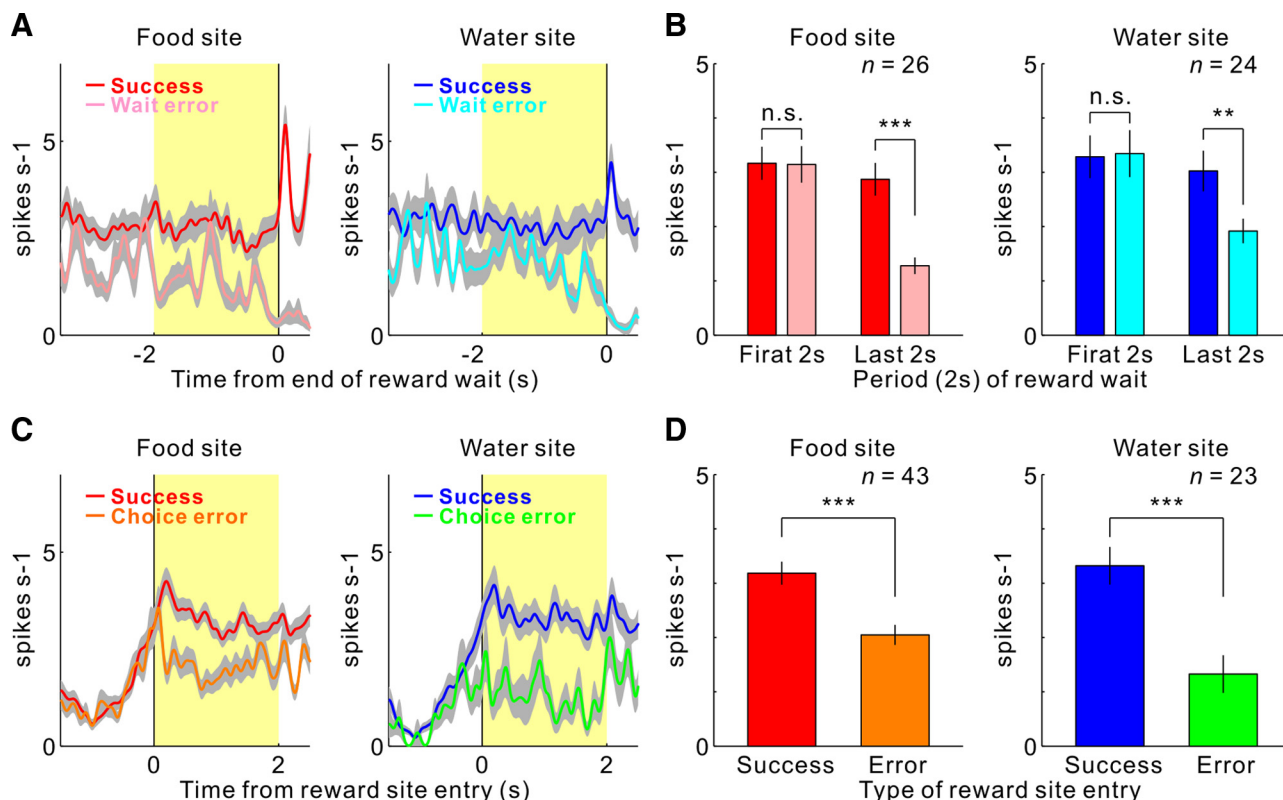 A
Food site
Water site
Success
Wait error
Success
Wait error
spikes s-1
5
0
-2
0
spikes s-1
5
0
-2
0
Time from end of reward wait (s)
B
Food site
n = 26
Water site
n = 24
spikes s-1
5
0
n.s.
***
Firat 2s
Last 2s
spikes s-1
5
0
n.s.
**
Firat 2s
Last 2s
Period (2s) of reward wait
C
Food site
Water site
Success
Choice error
Success
Choice error
spikes s-1
5
0
0
2
spikes s-1
5
0
0
2
Time from reward site entry (s)
D
Food site
n = 43
Water site
n = 23
spikes s-1
5
0
***
Success
Error
spikes s-1
5
0
***
Success
Error
Type of reward site entry